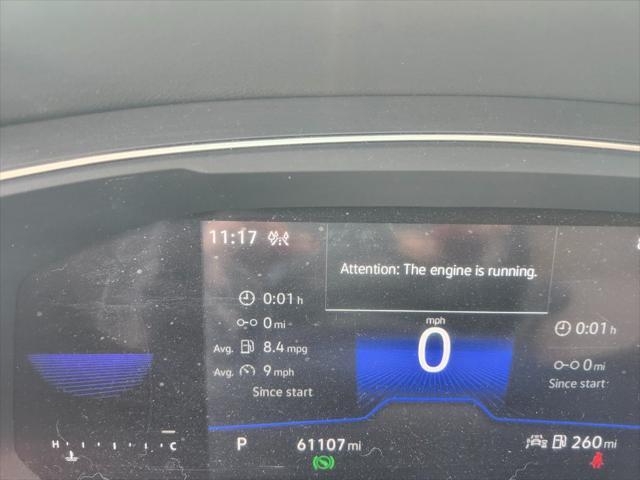 11:17
Attention: The engine is running.
0:01 h
0 mi
Avg. 8.4 mpg
Avg. 9 mph
Since start
mph
0
0:01 h
0 mi
Since start
H C
P 61107 mi 260 mi